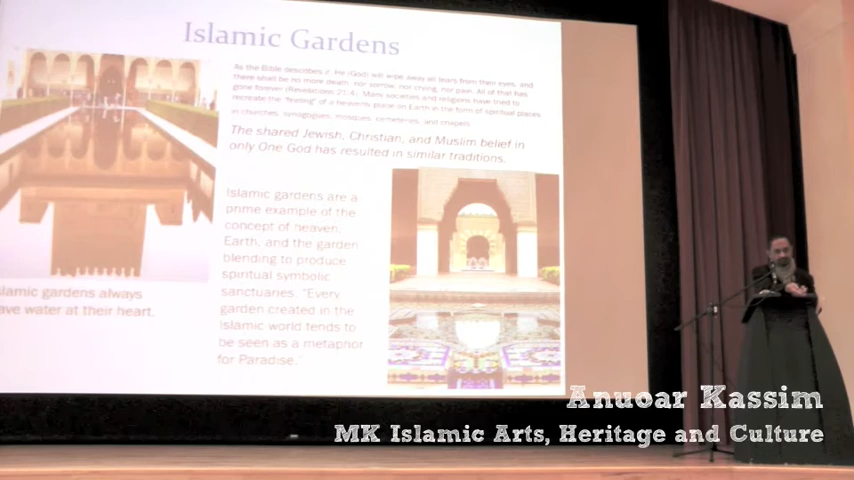 Islamic Gardens
As the Bible describes it, He (God) will wipe away all tears from their eyes, and
there shall be no more death. Nor sorrow, nor crying, nor pain. All of that has
gone forever (Revelations 21:4). Many societies and religions have tried to
recreate the "feeling" of a heavenly place on Earth in the form of spiritual places
in churches, synagogues, mosques, cemeteries, and chapels.
The shared Jewish, Christian, and Muslim belief in
only One God has resulted in similar traditions.
Islamic gardens are a
prime example of the
concept of heaven,
Earth, and the garden
blending to produce
spiritual symbolic
sanctuaries. "Every
garden created in the
Islamic world tends to
be seen as a metaphor
for Paradise."
slamic gardens always
ave water at their heart.
Anuoar Kassim
MK Islamic Arts, Heritage and Culture